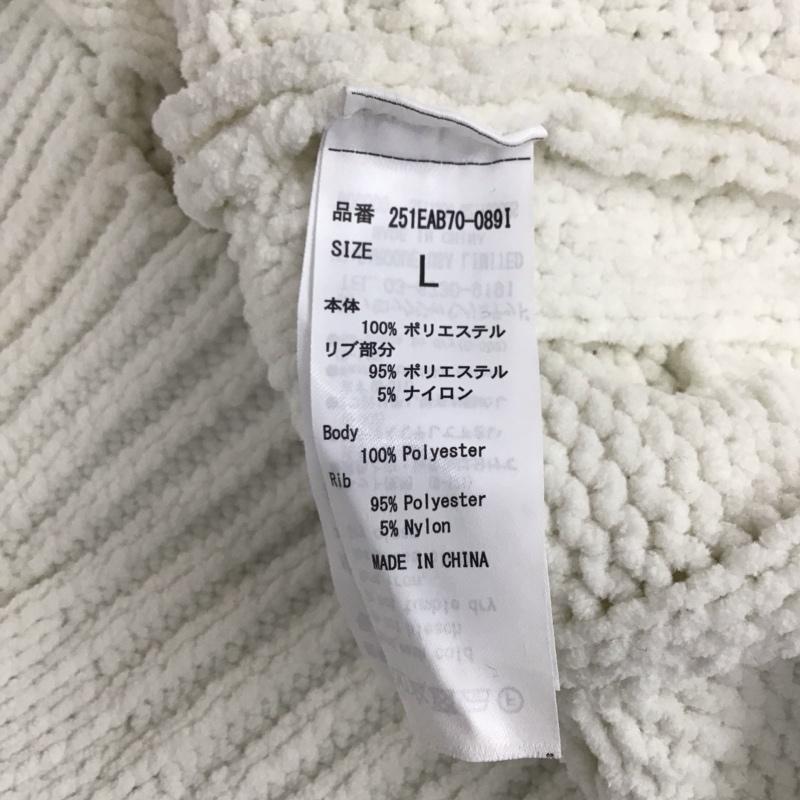 品番 251EAB70-089I
SIZE L
本体
100% ポリエステル
リブ部分
95% ポリエステル
5% ナイロン
Body
100% Polyester
Rib
95% Polyester
5% Nylon
MADE IN CHINA